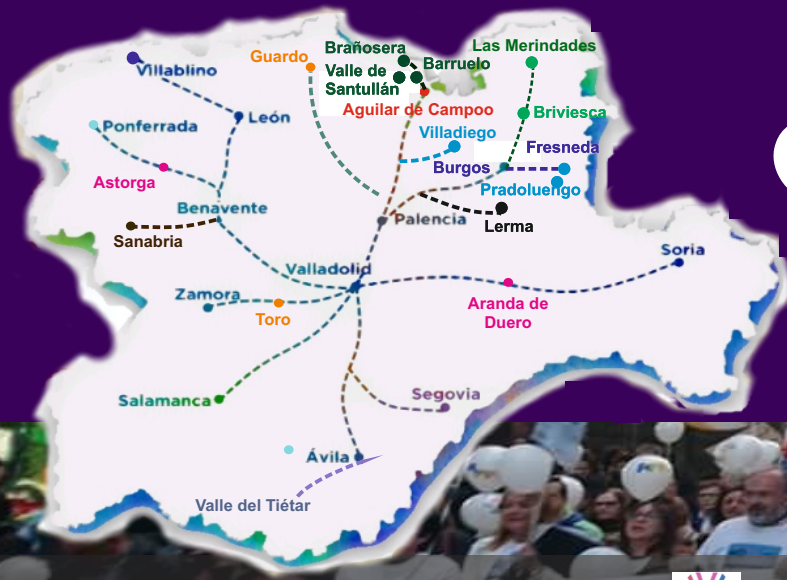 Brañosera
Las Merindades
Guardo
Valle de
Santullán
Barruelo
Villablino
Aguilar de Campoo
León
Briviesca
Ponferrada
Villadiego
Fresneda
Burgos
Astorga
Pradoluengo
Benavente
Palencia
Lerma
Sanabria
Soria
Valladolid
Zamora
Aranda de
Duero
Toro
Segovia
Salamanca
Ávila
Valle del Tiétar